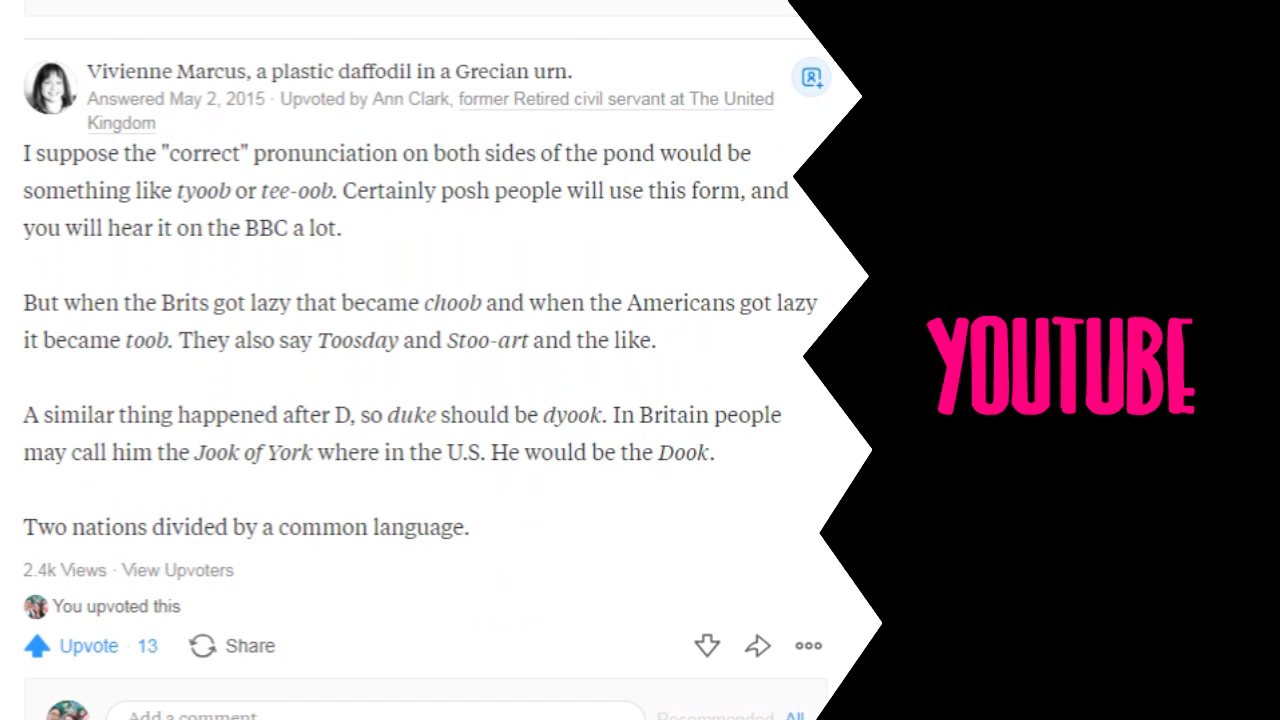 Vivienne Marcus, a plastic daffodil in a Grecian urn.
Answered May 2, 2015 · Upvoted by Ann Clark, former Retired civil servant at The United
Kingdom
I suppose the "correct" pronunciation on both sides of the pond would be
something like tyoob or tee-oob. Certainly posh people will use this form, and
you will hear it on the BBC a lot.
But when the Brits got lazy that became choob and when the Americans got lazy
it became toob. They also say Toosday and Stoo-art and the like.
A similar thing happened after D, so duke should be dyook. In Britain people
may call him the Jook of York where in the U.S. He would be the Dook.
Two nations divided by a common language.
2.4k Views · View Upvoters
You upvoted this
Upvote · 13 Share
Add a comment
Recommended All
YOUTUBE